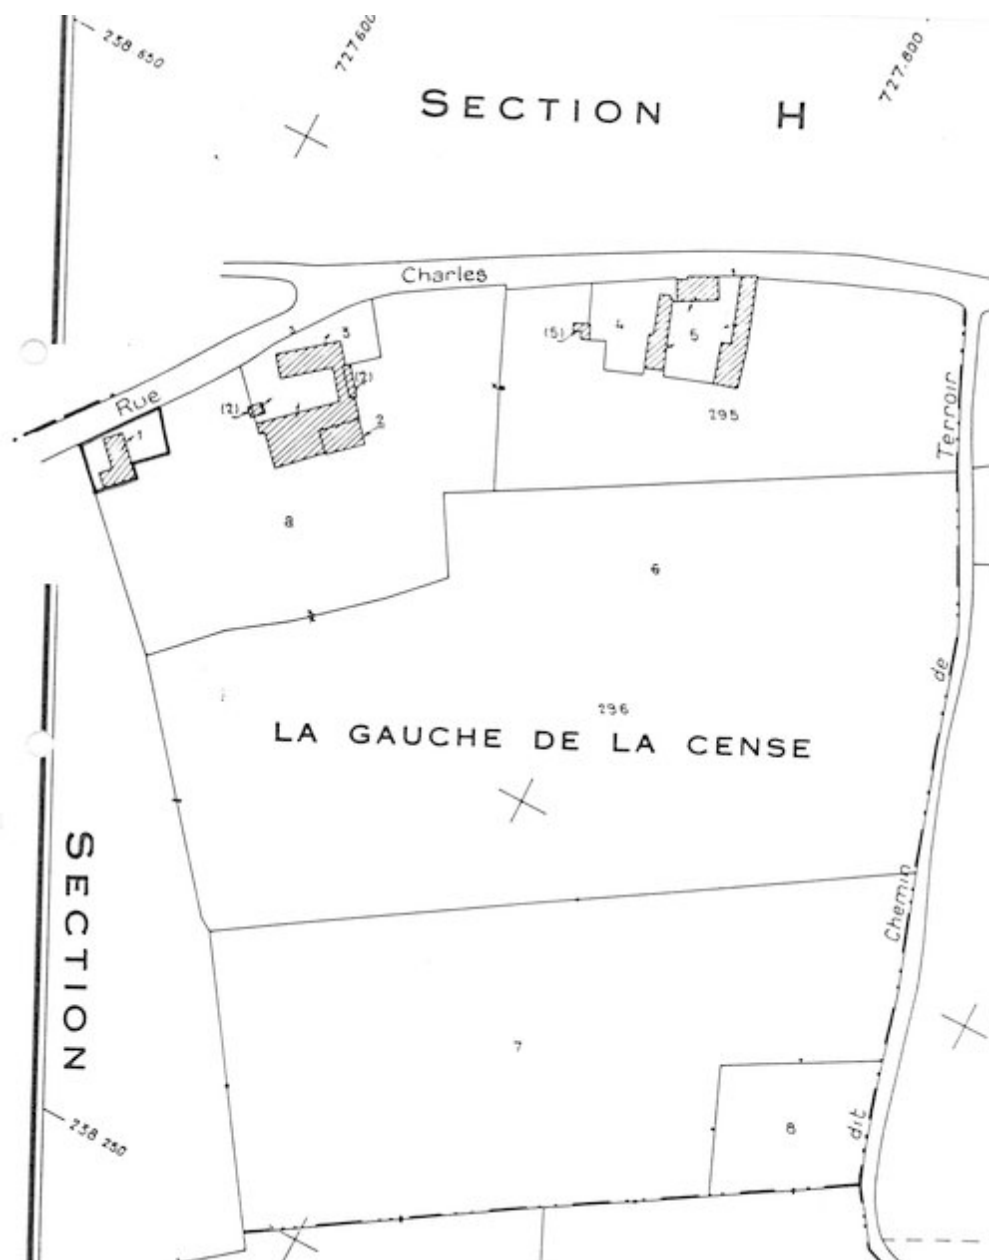 238 650
727.600
727.800
SECTION H
Charles
Rue
3
(2)
(2)
1
2
(5)
4
5
295
Terroir
8
6
de
296
LA GAUCHE DE LA CENSE
SECTION
Chemin
7
8
dit
238 250